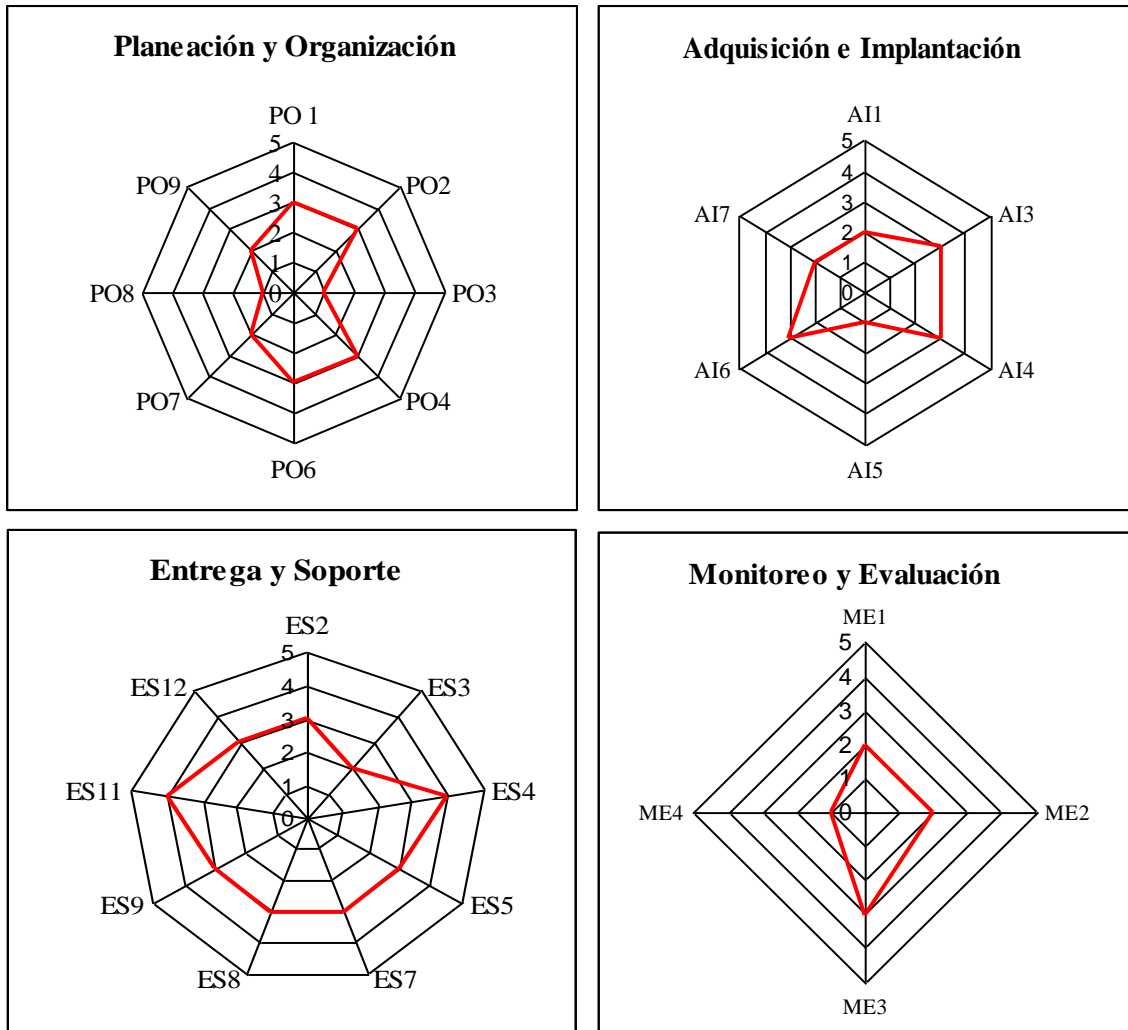 Planeación y Organización
PO 1
5
4
3
2
1
0
PO9
PO2
PO8
PO3
PO7
PO4
PO6
Adquisición e Implantación
AI1
5
4
3
2
1
0
AI7
AI3
AI6
AI4
AI5
Entrega y Soporte
ES2
5
4
3
2
1
0
ES12
ES3
ES11
ES4
ES9
ES5
ES8
ES7
Monitoreo y Evaluación
ME1
5
4
3
2
1
0
ME4
ME2
ME3